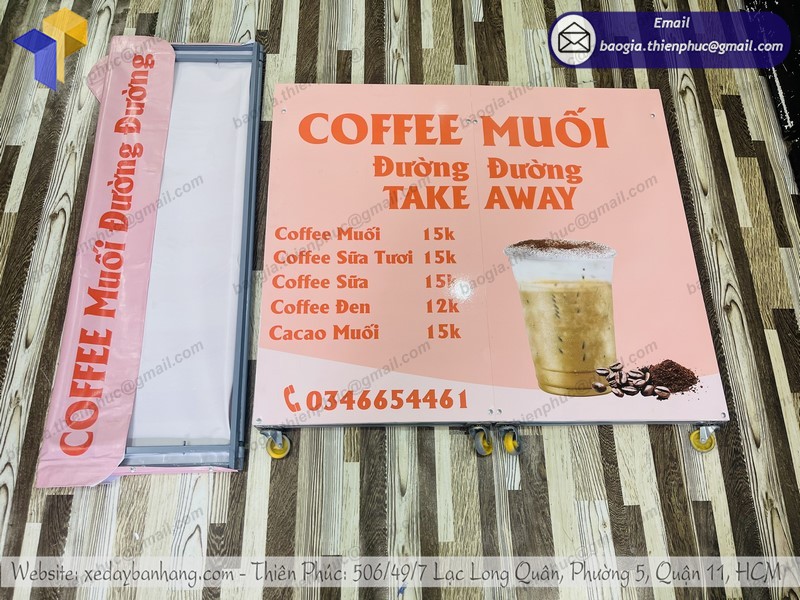 Email
baogia.thienphuc@gmail.com
COFFEE Muối Đường Đường
COFFEE MUỐI
Đường Đường
TAKE AWAY
Coffee Muối 15k
Coffee Sữa Tươi 15k
Coffee Sữa 15k
Coffee Đen 12k
Cacao Muối 15k
0346654461
Website: xedaybanhang.com - Thiên Phúc: 506/49/7 Lạc Long Quân, Phường 5, Quận 11, HCM